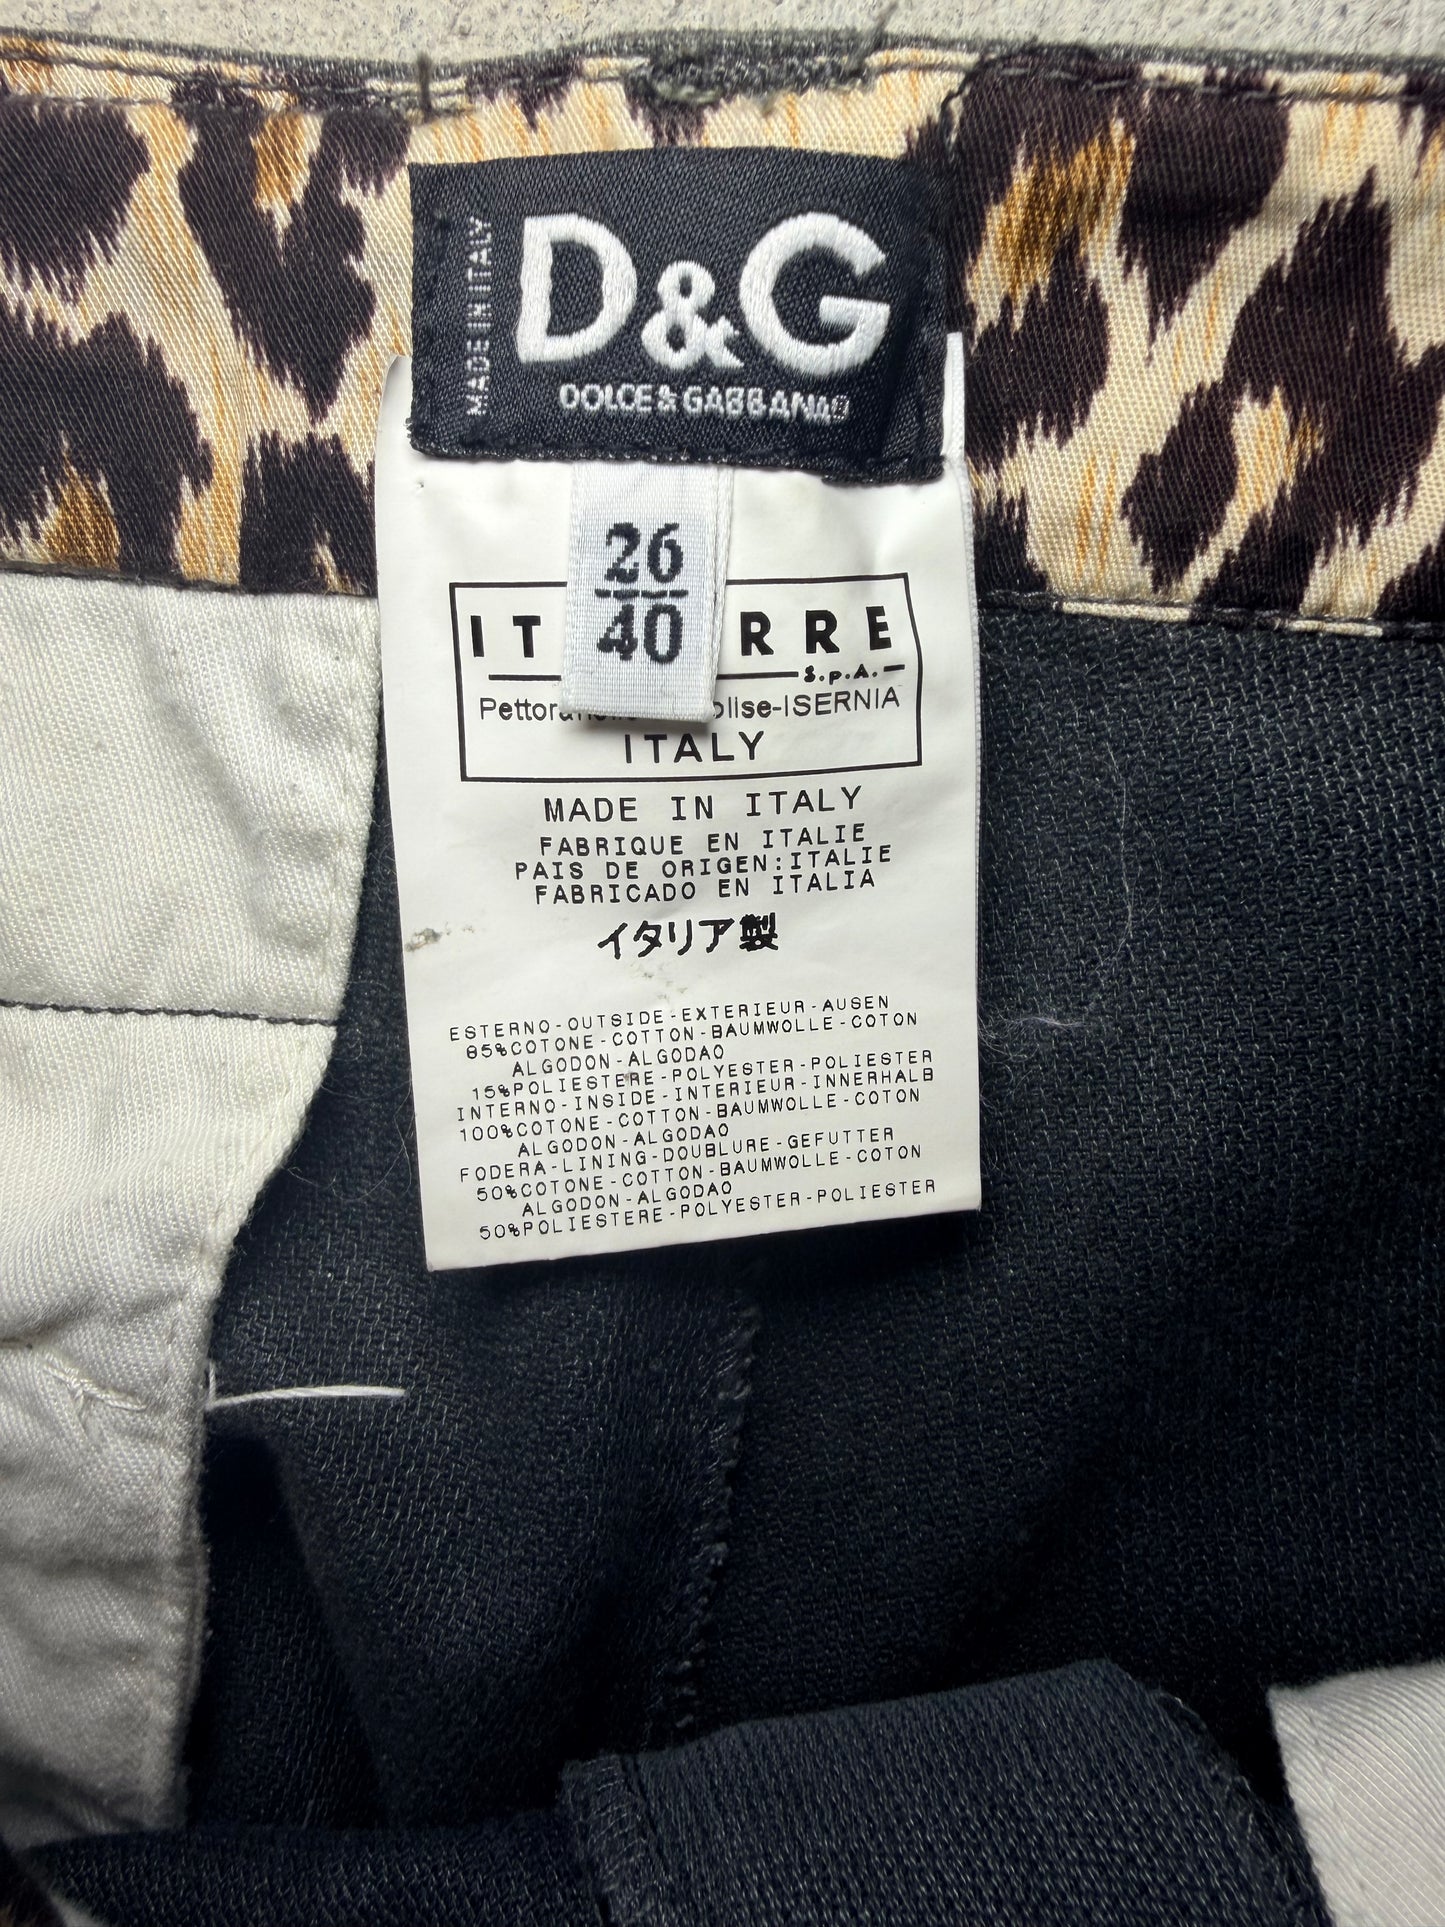 MADE IN ITALY
D&G
DOLCE & GABBANA
26
40
IT RRE
S.p.A.
ISERNIA
ITALY
MADE IN ITALY
FABRIQUE EN ITALIE
PAIS DE ORIGEN:ITALIE
FABRICADO EN ITALIA
イタリア製
ESTERNO-OUTSIDE-EXTERIEUR-AUSEN
85%COTONE-COTTON-BAUMWOLLE-COTON
ALGODON-ALGODAO
15%POLIESTERE-POLYESTER-POLIESTER
INTERNO-INSIDE-INTERIEUR-INNERHALB
100%COTONE-COTTON-BAUMWOLLE-COTON
ALGODON-ALGODAO
FODERA-LINING-DOUBLURE-GEFUTTER
50%COTONE-COTTON-BAUMWOLLE-COTON
ALGODON-ALGODAO
50%POLIESTERE-POLYESTER-POLIESTER